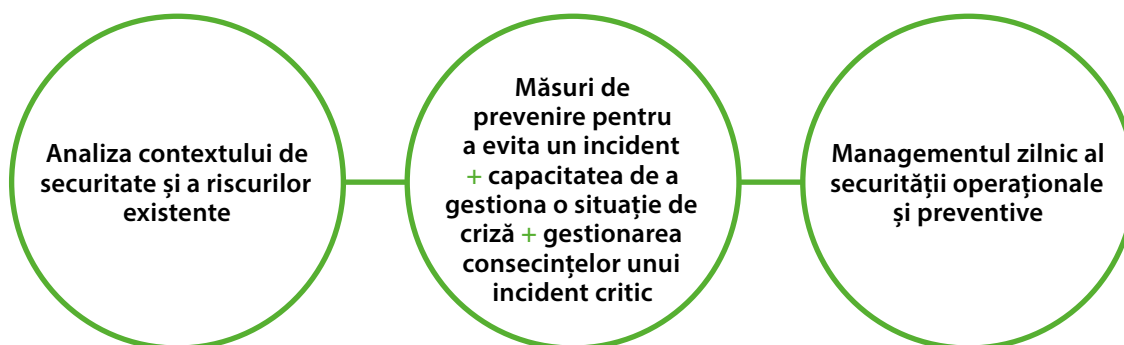 Analiza contextului de
securitate și a riscurilor
existente
Măsuri de
prevenire pentru
a evita un incident
+ capacitatea de a
gestiona o situație de
criză + gestionarea
consecințelor unui
incident critic
Managementul zilnic al
securității operaționale
și preventive